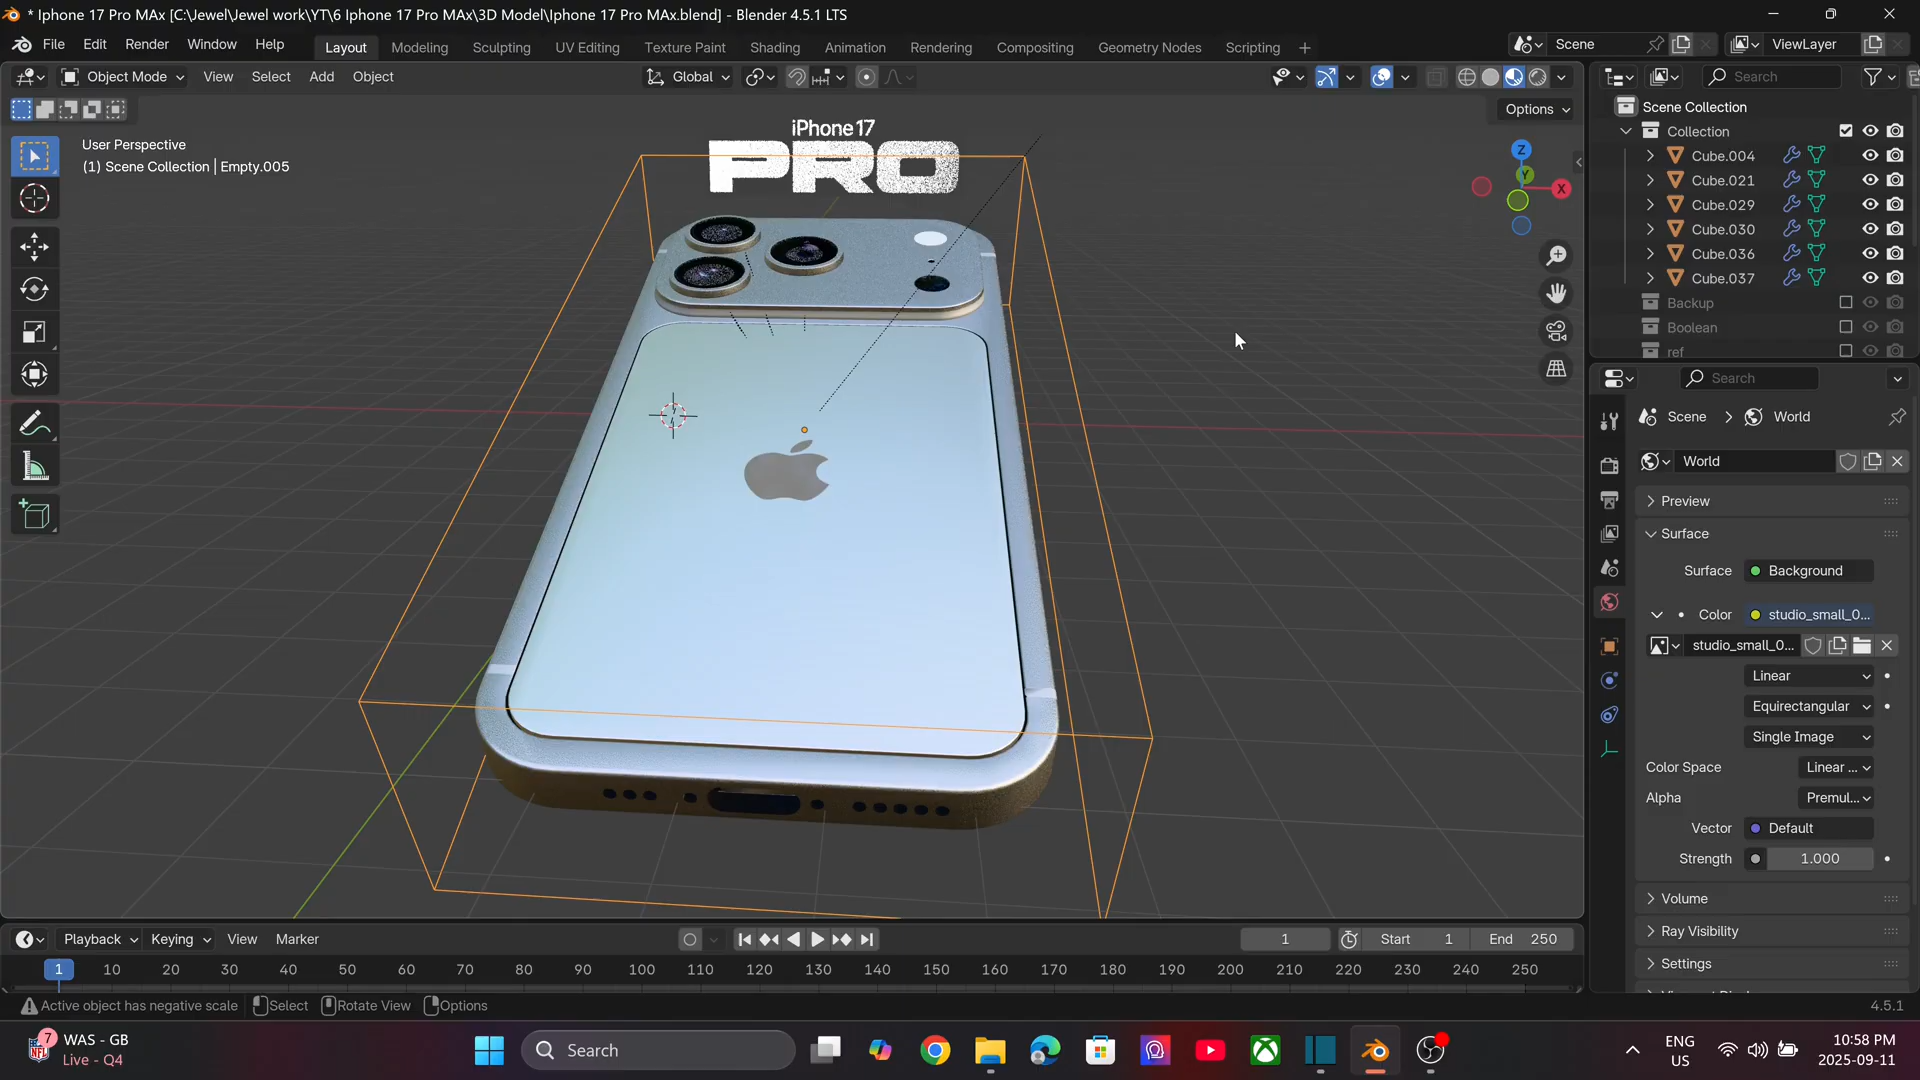 * Iphone 17 Pro MAx [C:\Jewel\Jewel work\YT\6 Iphone 17 Pro MAx\3D Model\Iphone 17 Pro MAx.blend] - Blender 4.5.1 LTS
File Edit Render Window Help Layout Modeling Sculpting UV Editing Texture Paint Shading Animation Rendering Compositing Geometry Nodes Scripting + Scene ViewLayer
Object Mode View Select Add Object Global Search
Options
Scene Collection
Collection
Cube.004
Cube.021
Cube.029
Cube.030
Cube.036
Cube.037
Backup
Boolean
ref
User Perspective
(1) Scene Collection | Empty.005
iPhone 17
PRO
Z
Y
X
Search
Scene > World
World
Preview
Surface
Surface Background
Color studio_small_0...
studio_small_0...
Linear
Equirectangular
Single Image
Color Space Linear ...
Alpha Premul...
Vector Default
Strength 1.000
Volume
Ray Visibility
Settings
Playback Keying View Marker 1 Start 1 End 250
1 10 20 30 40 50 60 70 80 90 100 110 120 130 140 150 160 170 180 190 200 210 220 230 240 250
Active object has negative scale Select Rotate View Options 4.5.1
7
NFL
WAS - GB
Live - Q4
Search
ENG
US
10:58 PM
2025-09-11